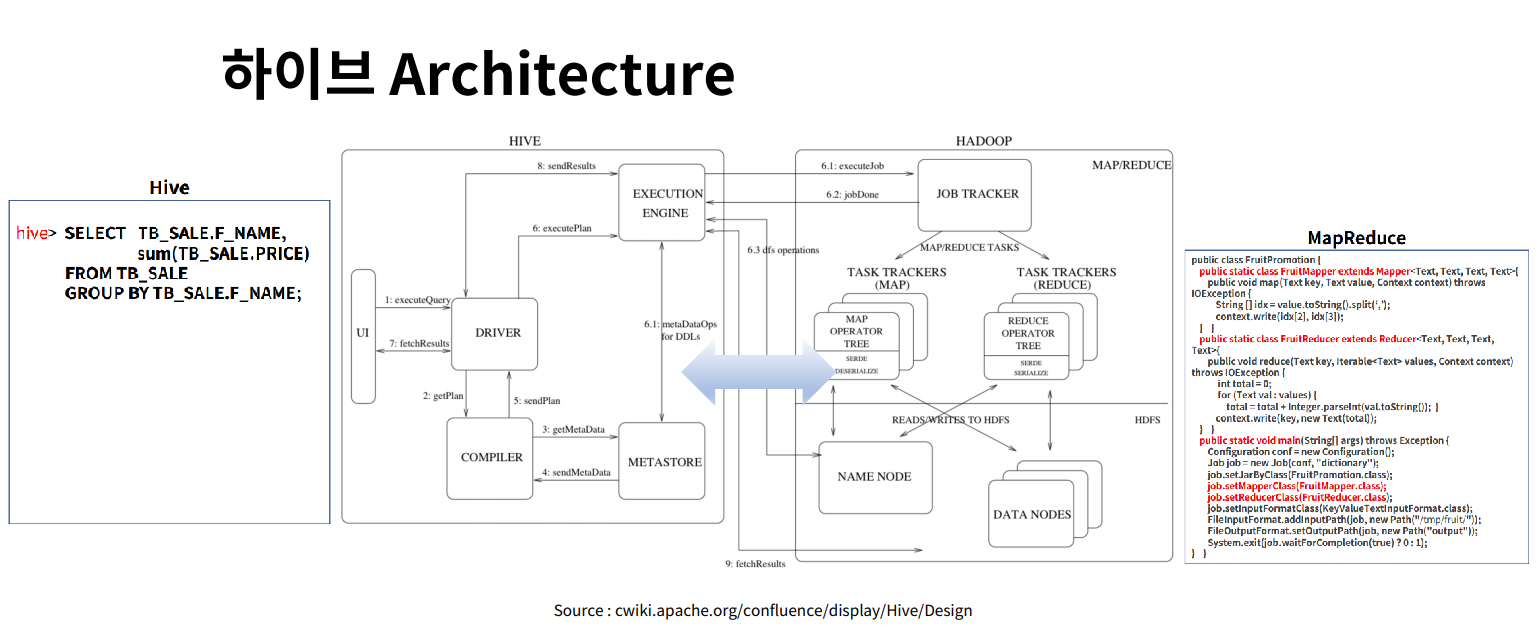 하이브 Architecture
Hive
hive> SELECT TB_SALE.F_NAME,
sum(TB_SALE.PRICE)
FROM TB_SALE
GROUP BY TB_SALE.F_NAME;
HIVE
8: sendResults
EXECUTION
ENGINE
6: executePlan
UI
1: executeQuery
DRIVER
7: fetchResults
6.1: metaDataOps
for DDLs
2: getPlan
5: sendPlan
COMPILER
3: getMetaData
4: sendMetaData
METASTORE
HADOOP
MAP/REDUCE
6.1: executeJob
6.2: jobDone
JOB TRACKER
6.3 dfs operations
MAP/REDUCE TASKS
TASK TRACKERS
(MAP)
TASK TRACKERS
(REDUCE)
MAP
OPERATOR
TREE
SERDE
DESERIALIZE
REDUCE
OPERATOR
TREE
SERDE
SERIALIZE
READS/WRITES TO HDFS
HDFS
NAME NODE
DATA NODES
9: fetchResults
MapReduce
public class FruitPromotion {
public static class FruitMapper extends Mapper<Text, Text, Text, Text>{
public void map(Text key, Text value, Context context) throws
IOException {
String [] idx = value.toString().split(',');
context.write(idx[2], idx[3]);
} }
public static class FruitReducer extends Reducer<Text, Text, Text,
Text>{
public void reduce(Text key, Iterable<Text> values, Context context)
throws IOException {
int total = 0;
for (Text val : values) {
total = total + Integer.parseInt(val.toString()); }
context.write(key, new Text(total));
} }
public static void main(String[] args) throws Exception {
Configuration conf = new Configuration();
Job job = new Job(conf, "dictionary");
job.setJarByClass(FruitPromotion.class);
job.setMapperClass(FruitMapper.class);
job.setReducerClass(FruitReducer.class);
job.setInputFormatClass(KeyValueTextInputFormat.class);
FileInputFormat.addInputPath(job, new Path("/tmp/fruit/"));
FileOutputFormat.setOutputPath(job, new Path("output"));
System.exit(job.waitForCompletion(true) ? 0 : 1);
} }
Source : cwiki.apache.org/confluence/display/Hive/Design